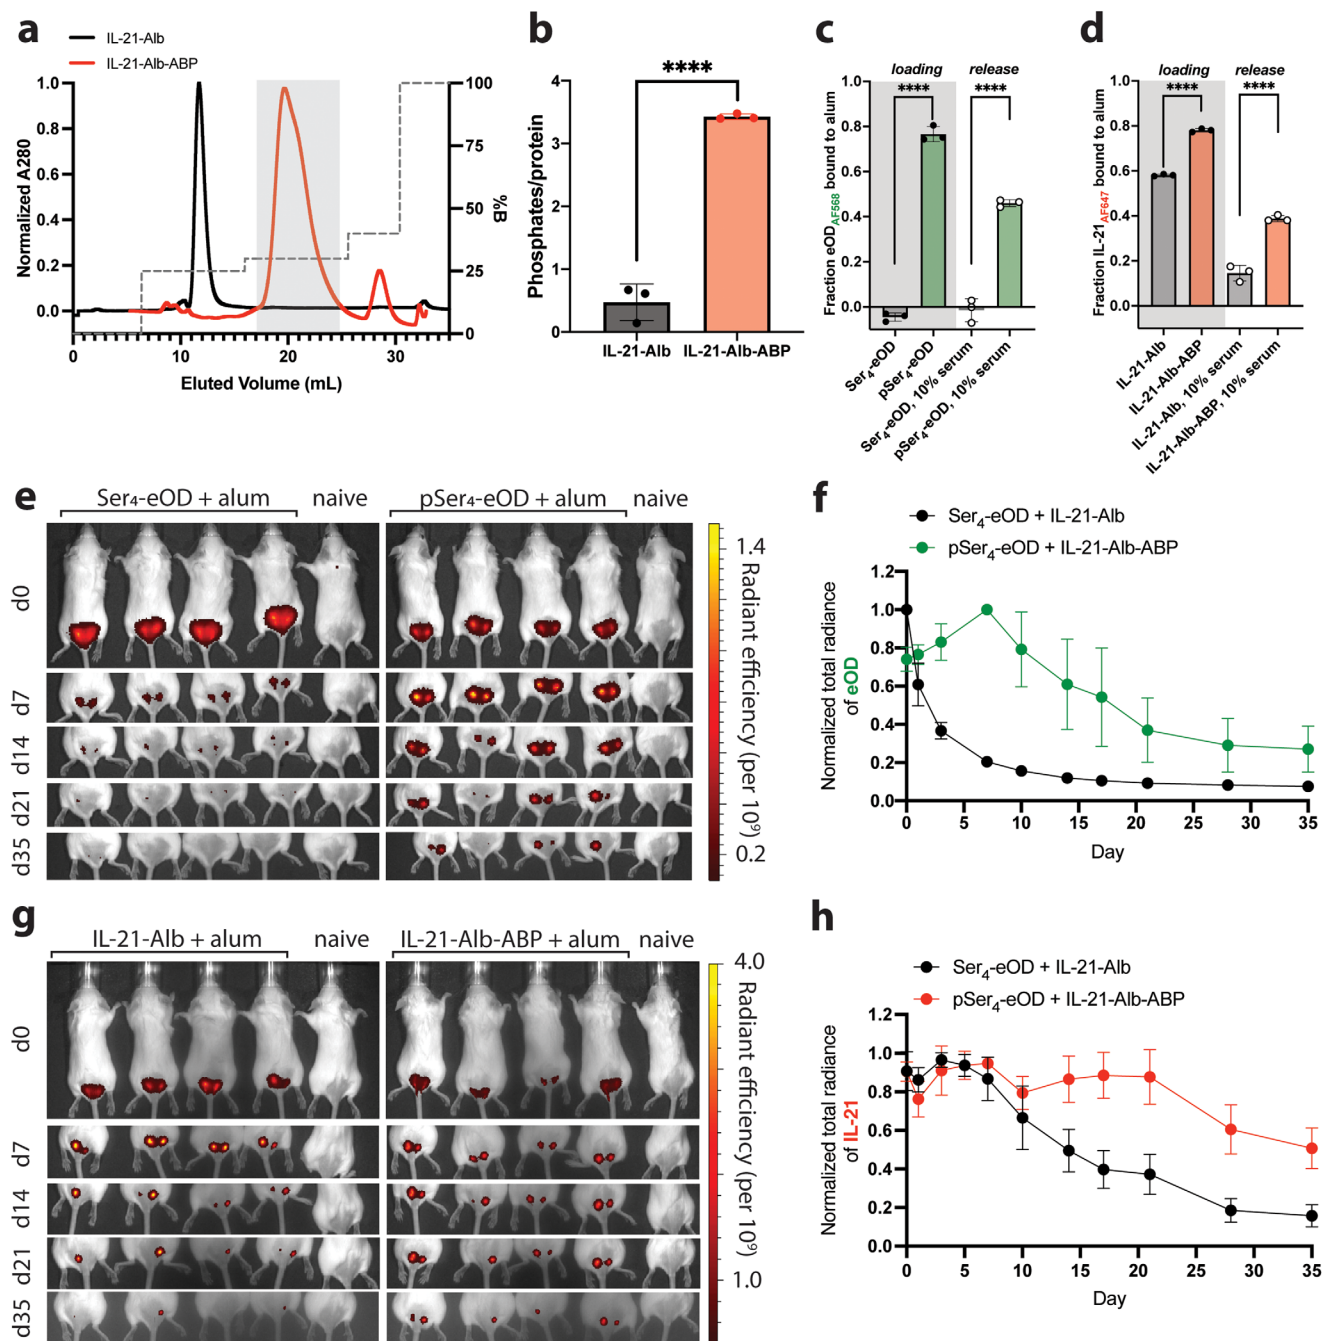 a
IL-21-Alb
IL-21-Alb-ABP
Normalized A280
1.0
0.8
0.6
0.4
0.2
0.0
100
75
50
25
0
%B
0 10 20 30
Eluted Volume (mL)
b
****
Phosphates/protein
4
3
2
1
0
IL-21-Alb IL-21-Alb-ABP
c
loading release
**** ****
Fraction eOD AF568 bound to alum
1.0
0.8
0.6
0.4
0.2
0.0
Ser4-eOD
pSer4-eOD
Ser4-eOD, 10% serum
pSer4-eOD, 10% serum
d
loading release
**** ****
Fraction IL-21 AF647 bound to alum
1.0
0.8
0.6
0.4
0.2
0.0
IL-21-Alb
IL-21-Alb-ABP
IL-21-Alb, 10% serum
IL-21-Alb-ABP, 10% serum
e
Ser4-eOD + alum naive pSer4-eOD + alum naive
d0
d7
d14
d21
d35
1.4
Radiant efficiency (per 10⁹)
0.2
f
Ser4-eOD + IL-21-Alb
pSer4-eOD + IL-21-Alb-ABP
Normalized total radiance
of eOD
1.2
1.0
0.8
0.6
0.4
0.2
0.0
0 5 10 15 20 25 30 35
Day
g
IL-21-Alb + alum naive IL-21-Alb-ABP + alum naive
d0
d7
d14
d21
d35
4.0
Radiant efficiency (per 10⁹)
1.0
h
Ser4-eOD + IL-21-Alb
pSer4-eOD + IL-21-Alb-ABP
Normalized total radiance
of IL-21
1.2
1.0
0.8
0.6
0.4
0.2
0.0
0 5 10 15 20 25 30 35
Day